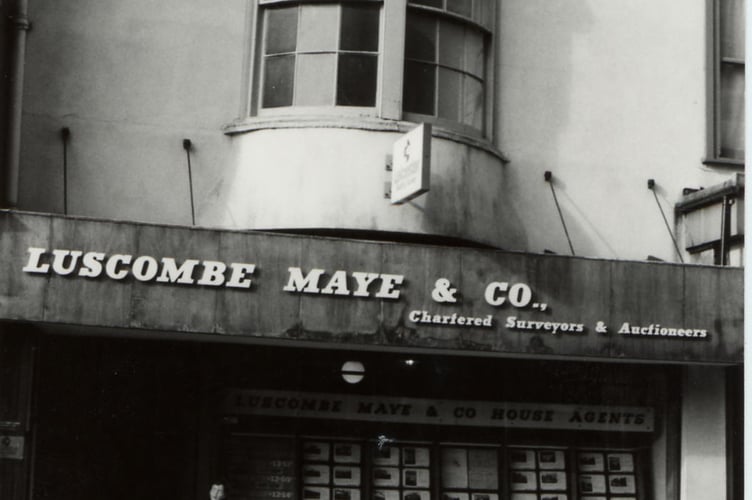 LUSCOMBE MAYE & CO.,
Chartered Surveyors & Auctioneers
LUSCOMBE MAYE & CO HOUSE AGENTS